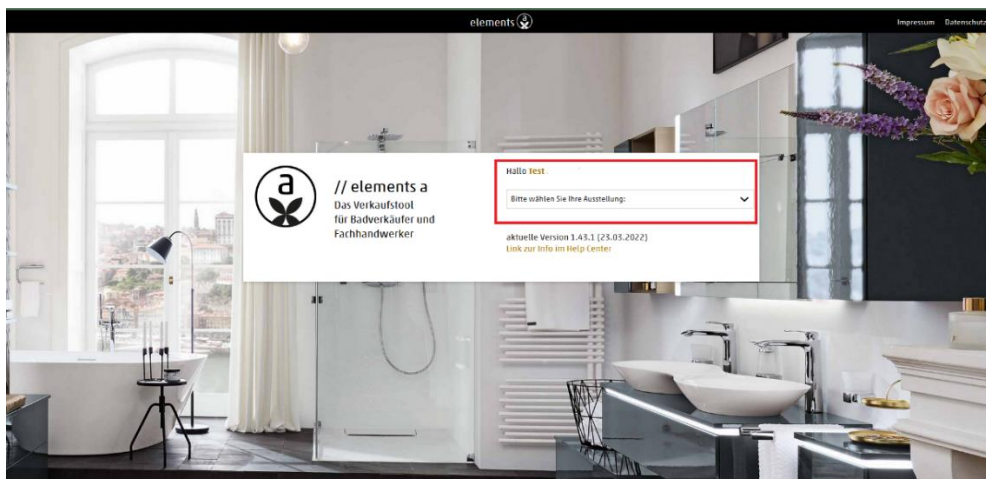 elements a
Impressum Datenschutz
a
// elements a
Das Verkaufstool
für Badverkäufer und
Fachhandwerker
Hallo Test
Bitte wählen Sie Ihre Ausstellung:
aktuelle Version 1.43.1 (23.03.2022)
Link zur Info im Help Center